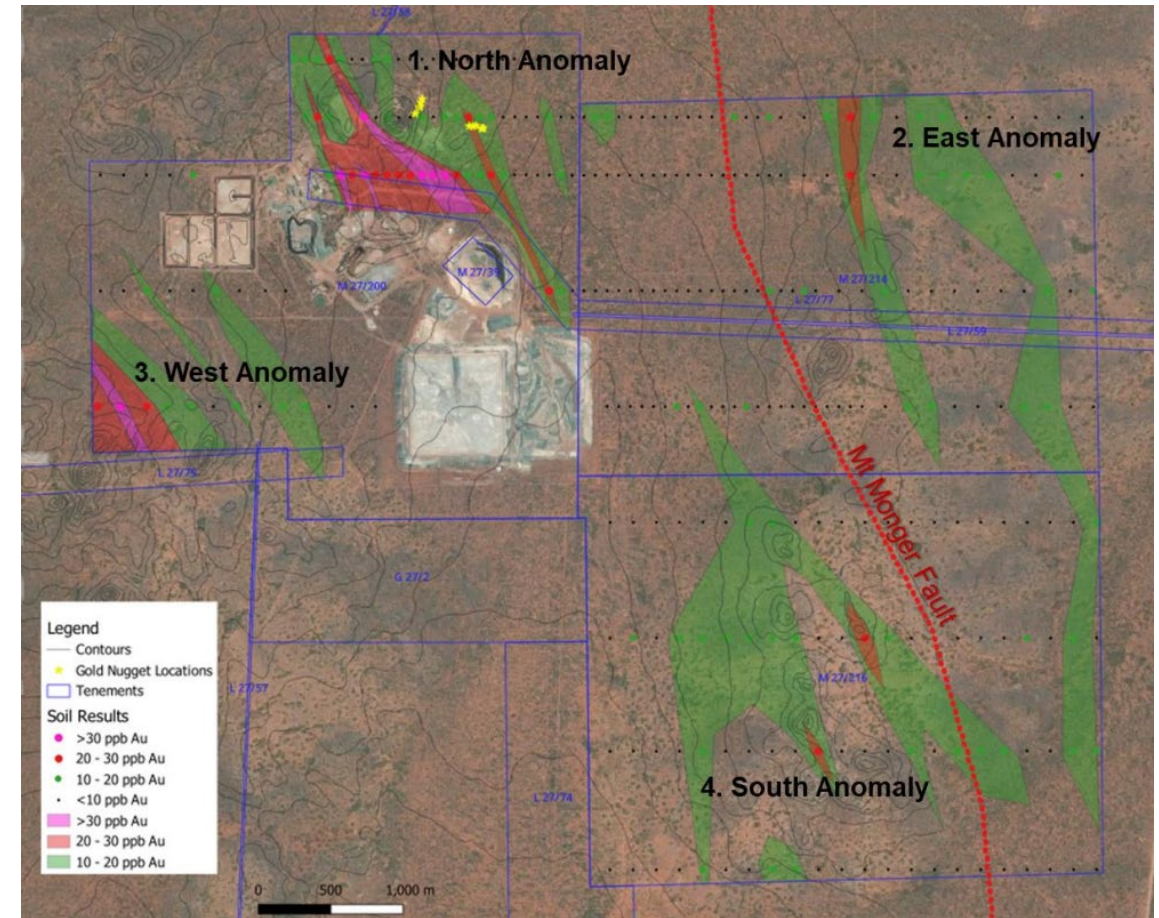 L 27/58
1. North Anomaly
2. East Anomaly
M 27/39
M 27/200
M 27/214
L 27/77
L 27/59
3. West Anomaly
L 27/75
Mt Monger Fault
G 27/2
M 27/216
L 27/57
4. South Anomaly
L 27/74
Legend
Contours
Gold Nugget Locations
Tenements
Soil Results
>30 ppb Au
20 - 30 ppb Au
10 - 20 ppb Au
<10 ppb Au
>30 ppb Au
20 - 30 ppb Au
10 - 20 ppb Au
0 500 1,000 m